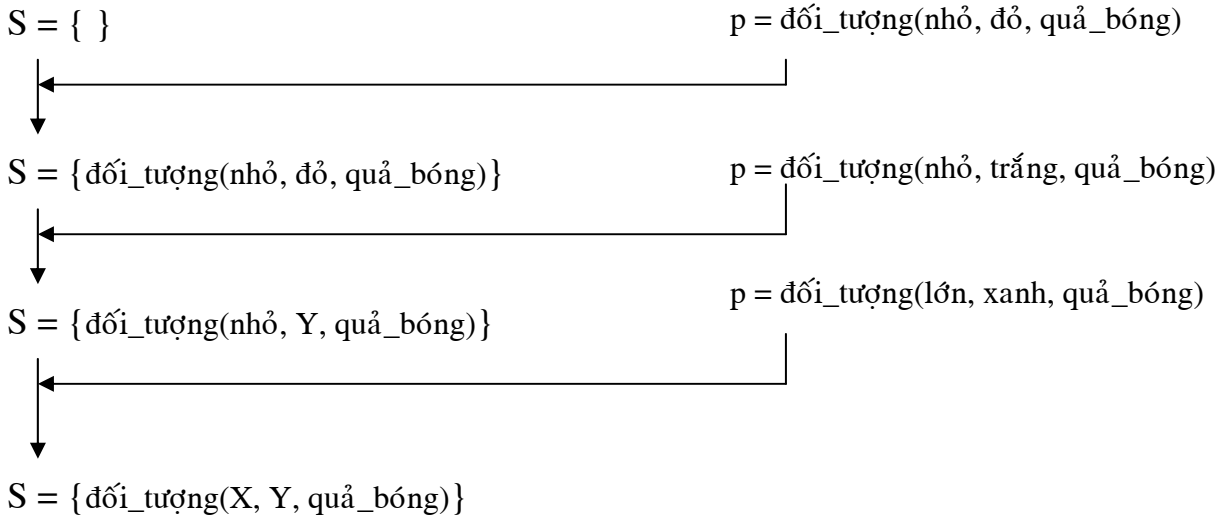 S = { }
p = đối_tượng(nhỏ, đỏ, quả_bóng)
S = {đối_tượng(nhỏ, đỏ, quả_bóng)}
p = đối_tượng(nhỏ, trắng, quả_bóng)
S = {đối_tượng(nhỏ, Y, quả_bóng)}
p = đối_tượng(lớn, xanh, quả_bóng)
S = {đối_tượng(X, Y, quả_bóng)}